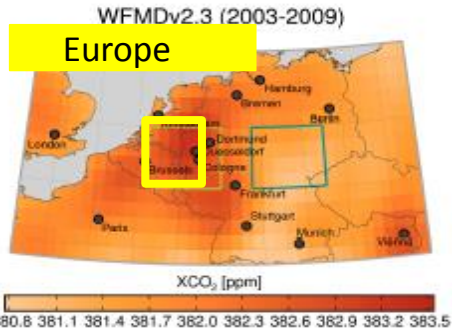 WFMDv2.3 (2003-2009)
Europe
Hamburg
Bremen
Berlin
London
Dortmund
Duesseldorf
Brussels
Cologne
Frankfurt
Paris
Stuttgart
Munich
Vienna
XCO₂ [ppm]
380.8 381.1 381.4 381.7 382.0 382.3 382.6 382.9 383.2 383.5